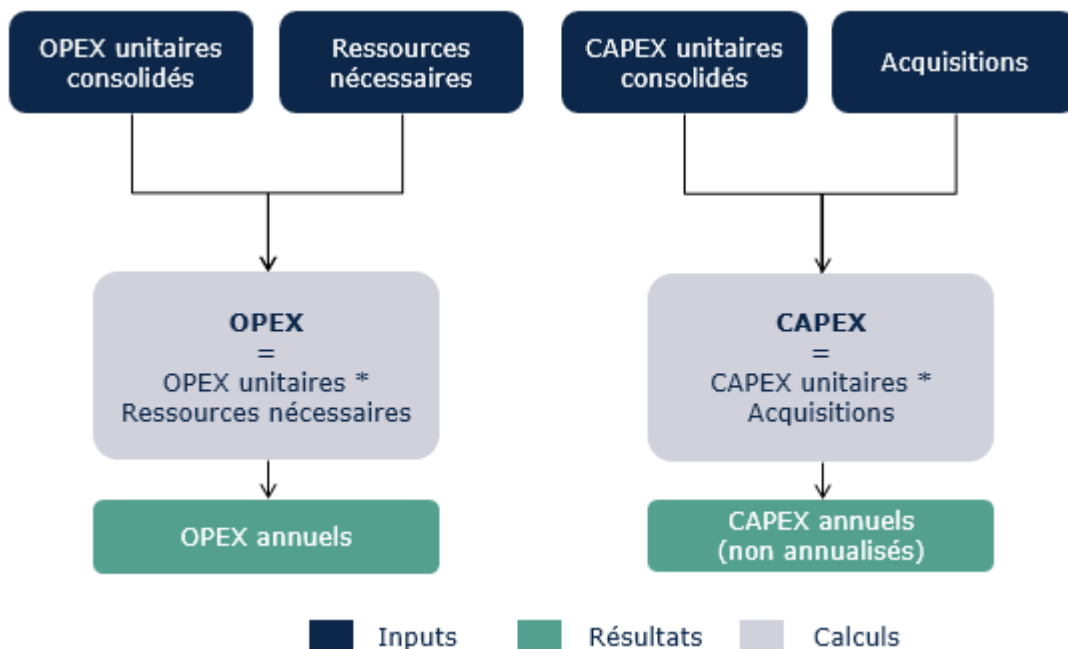 OPEX unitaires
consolidés
Ressources
nécessaires
CAPEX unitaires
consolidés
Acquisitions
OPEX
=
OPEX unitaires *
Ressources nécessaires
CAPEX
=
CAPEX unitaires *
Acquisitions
OPEX annuels
CAPEX annuels
(non annualisés)
Inputs
Résultats
Calculs